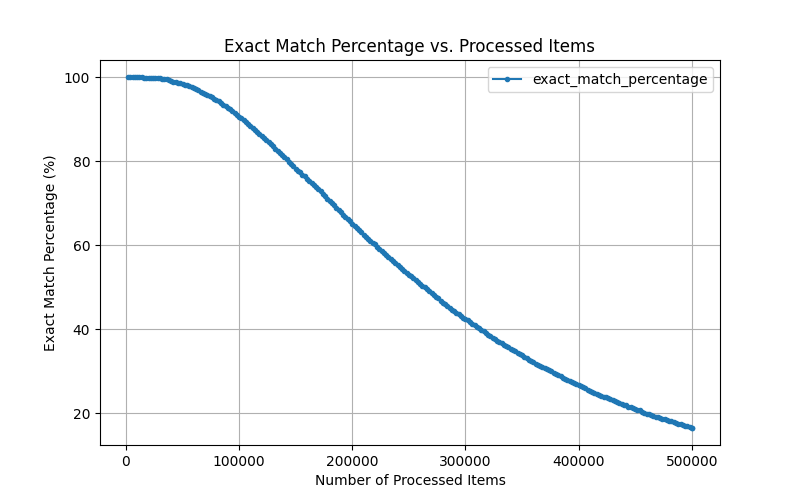 Exact Match Percentage vs. Processed Items
exact_match_percentage
100
80
60
40
20
Exact Match Percentage (%)
0 100000 200000 300000 400000 500000
Number of Processed Items